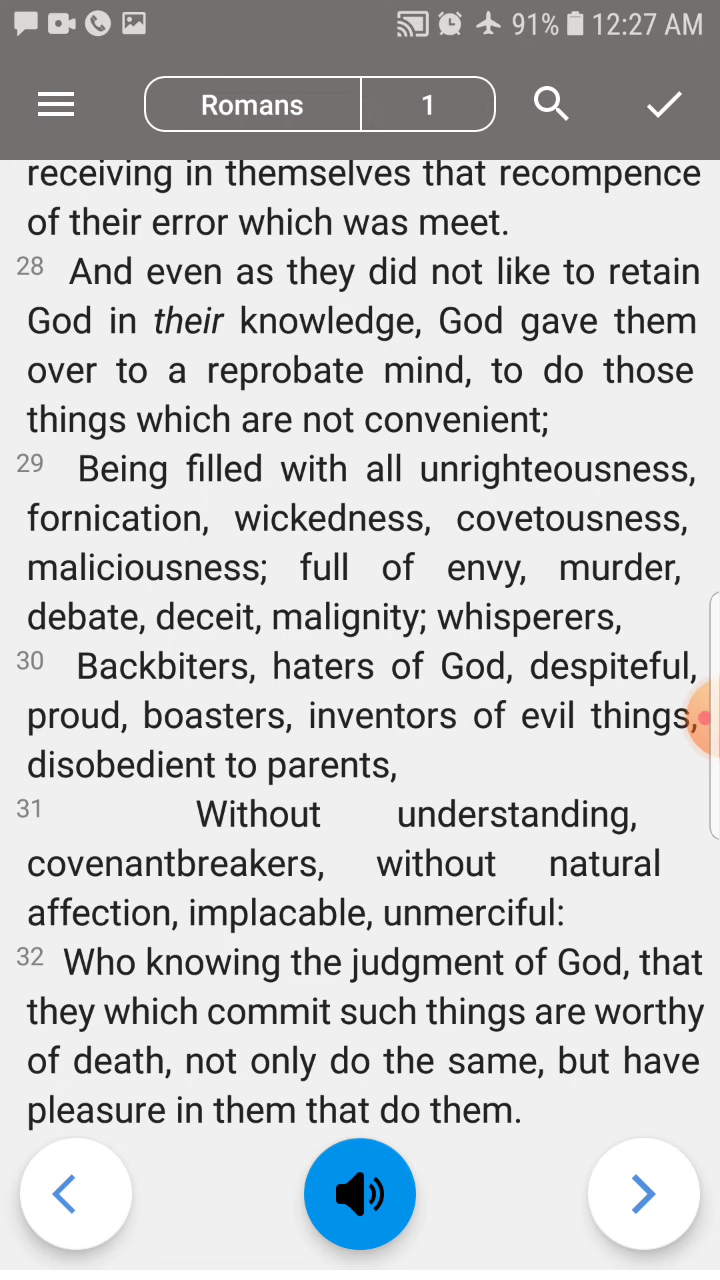 91% 12:27 AM
Romans 1
receiving in themselves that recompence
of their error which was meet.
28 And even as they did not like to retain
God in their knowledge, God gave them
over to a reprobate mind, to do those
things which are not convenient;
29 Being filled with all unrighteousness,
fornication, wickedness, covetousness,
maliciousness; full of envy, murder,
debate, deceit, malignity; whisperers,
30 Backbiters, haters of God, despiteful,
proud, boasters, inventors of evil things,
disobedient to parents,
31 Without understanding,
covenantbreakers, without natural
affection, implacable, unmerciful:
32 Who knowing the judgment of God, that
they which commit such things are worthy
of death, not only do the same, but have
pleasure in them that do them.